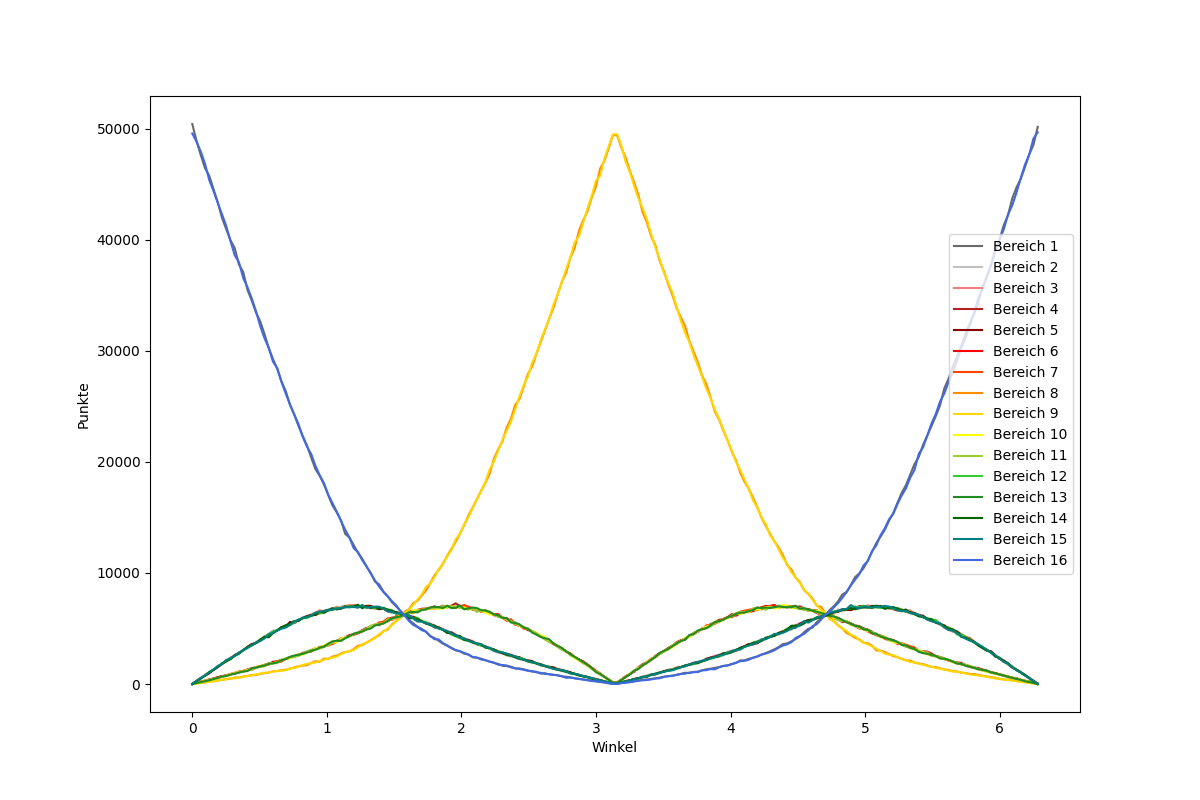 50000
40000
30000
20000
10000
0
Punkte
0 1 2 3 4 5 6
Winkel
Bereich 1
Bereich 2
Bereich 3
Bereich 4
Bereich 5
Bereich 6
Bereich 7
Bereich 8
Bereich 9
Bereich 10
Bereich 11
Bereich 12
Bereich 13
Bereich 14
Bereich 15
Bereich 16